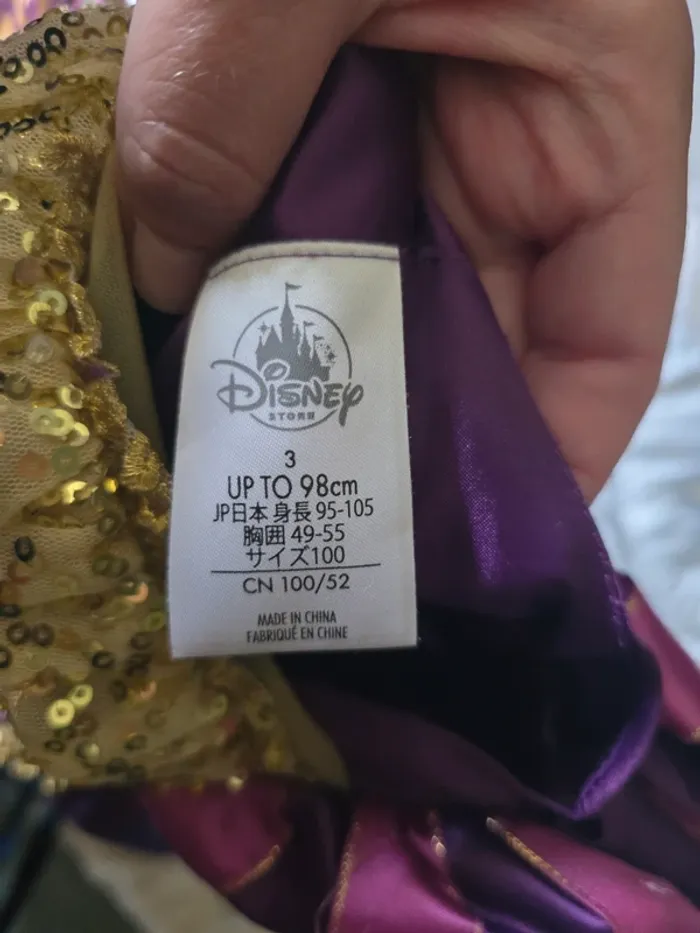 Disney
STORE
3
UP TO 98cm
JP日本 身長 95-105
胸囲 49-55
サイズ100
CN 100/52
MADE IN CHINA
FABRIQUÉ EN CHINE